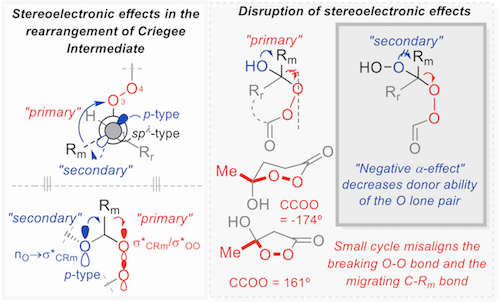 Stereoelectronic effects in the
rearrangement of Criegee
Intermediate
O
4
O
3
"primary"
H
p-type
spλ-type
Rm
Rr
"secondary"
"secondary"
Rm
"primary"
O
O
σ*CRm/σ*OO
nO→σ*CRm
p-type
O
Disruption of stereoelectronic effects
"primary"
HO
Rm
Rr
O
O
O
Me
O
O
O
OH
CCOO
= -174º
OH
Me
O
O
O
CCOO = 161º
"secondary"
HO
O
Rm
Rr
O
O
O
"Negative α-effect"
decreases donor ability
of the O lone pair
Small cycle misaligns the
breaking O-O bond and the
migrating C-Rm bond